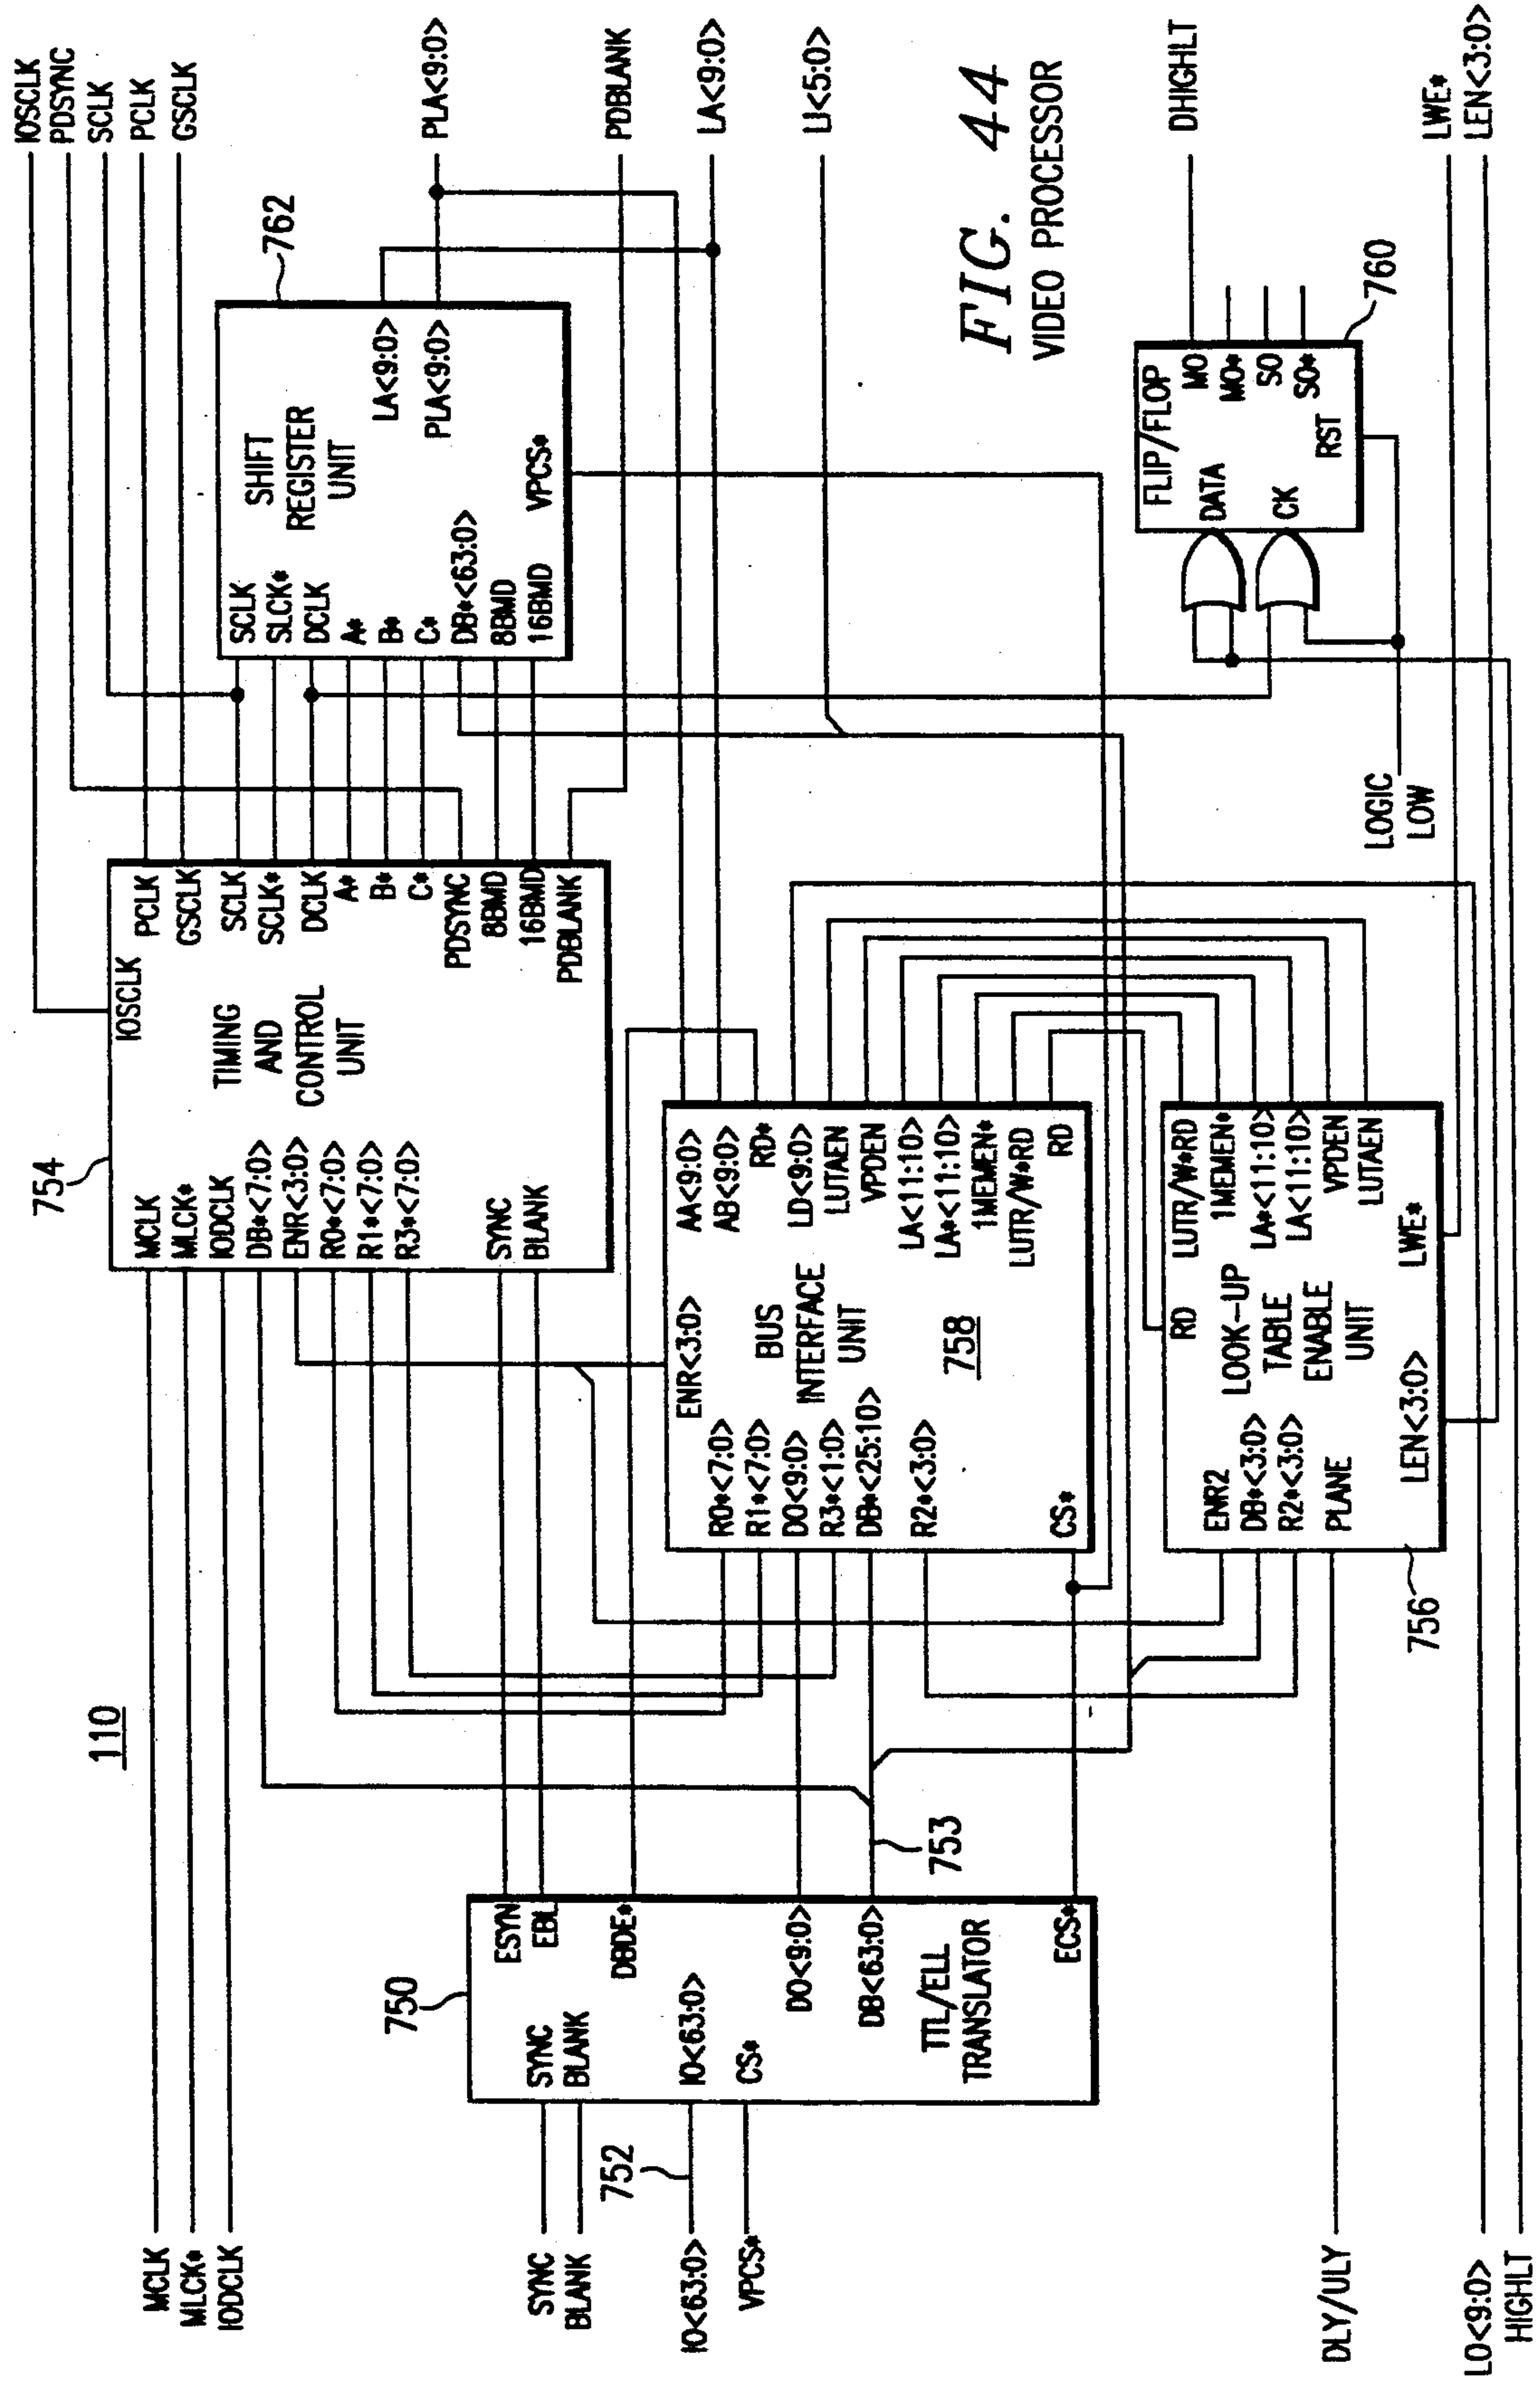 110
MCLK
MLCK*
IODCLK
SYNC
BLANK
IO<63:0>
VPCS*
DLY/ULY
LO<9:0>
HIGHLT
752
750
SYNC
BLANK
IO<63:0>
CS*
ESYN
EBL
DBDE*
DO<9:0>
DB<63:0>
TTL/ELL
TRANSLATOR
ECS*
753
754
MCLK
MLCK*
IODCLK
DB*<7:0>
ENR<3:0>
R0*<7:0>
R1*<7:0>
R3*<7:0>
SYNC
BLANK
IOSCLK
TIMING
AND
CONTROL
UNIT
PCLK
GSCLK
SCLK
SCLK*
DCLK
A*
B*
C*
PDSYNC
8BMD
16BMD
PDBLANK
ENR<3:0>
R0*<7:0>
R1*<7:0>
DO<9:0>
R3*<1:0>
DB*<25:10>
R2*<3:0>
CS*
BUS
INTERFACE
UNIT
758
AA<9:0>
AB<9:0>
RD*
LD<9:0>
LUTAEN
VPDEN
LA<11:10>
LA*<11:10>
1MEMEN*
LUTR/W*RD
RD
756
ENR2
DB*<3:0>
R2*<3:0>
PLANE
LEN<3:0>
RD
LOOK-UP
TABLE
ENABLE
UNIT
LWE*
LUTR/W*RD
1MEMEN*
LA*<11:10>
LA<11:10>
VPDEN
LUTAEN
762
SCLK
SLCK*
DCLK
A*
B*
C*
DB*<63:0>
8BMD
16BMD
SHIFT
REGISTER
UNIT
VPCS*
LA<9:0>
PLA<9:0>
LOGIC
LOW
FLIP/FLOP
DATA
CK
RST
MO
MO*
SO
SO*
760
IOSCLK
PDSYNC
SCLK
PCLK
GSCLK
PLA<9:0>
PDBLANK
LA<9:0>
LI<5:0>
DHIGHLT
LWE*
LEN<3:0>
FIG. 44
VIDEO PROCESSOR